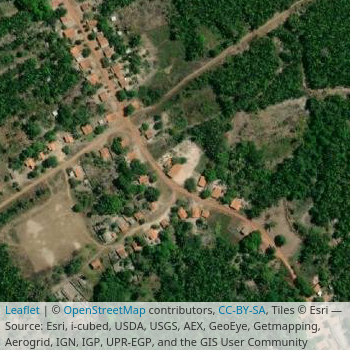 Leaflet | © OpenStreetMap contributors, CC-BY-SA, Tiles © Esri —
Source: Esri, i-cubed, USDA, USGS, AEX, GeoEye, Getmapping,
Aerogrid, IGN, IGP, UPR-EGP, and the GIS User Community